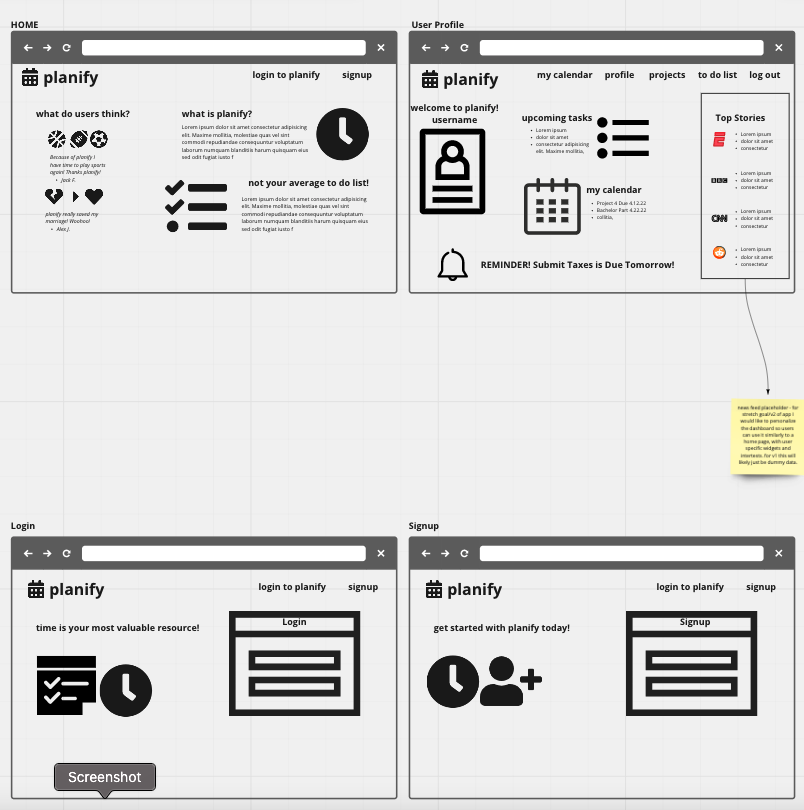 HOME
planify
login to planify signup
what do users think?
Because of planify I
have time to play sports
again! Thanks planify!
• Jack F.
planify really saved my
marriage! Woohoo!
• Alex J.
what is planify?
Lorem ipsum dolor sit amet consectetur adipisicing
elit. Maxime mollitia, molestiae quas vel sint
commodi repudiandae consequuntur voluptatum
laborum numquam blanditiis harum quisquam eius
sed odit fugiat iusto f
not your average to do list!
Lorem ipsum dolor sit amet consectetur adipisicing
elit. Maxime mollitia, molestiae quas vel sint
commodi repudiandae consequuntur voluptatum
laborum numquam blanditiis harum quisquam eius
sed odit fugiat iusto f
User Profile
planify
my calendar profile projects to do list log out
welcome to planify!
username
upcoming tasks
• Lorem ipsum
• dolor sit amet
• consectetur adipisicing
elit. Maxime mollitia,
my calendar
• Project 4 Due 4.12.22
• Bachelor Part 4.22.22
• collitia,
REMINDER! Submit Taxes is Due Tomorrow!
Top Stories
• Lorem ipsum
• dolor sit amet
• consectetur
BBC
• Lorem ipsum
• dolor sit amet
• consectetur
CNN
• Lorem ipsum
• dolor sit amet
• consectetur
• Lorem ipsum
• dolor sit amet
• consectetur
news feed placeholder - for
stretch goal/v2 of app I
would like to personalize
the dashboard so users
can use it similarly to a
home page, with user
specific widgets and
intertests. for v1 this will
likely just be dummy data.
Login
planify
login to planify signup
time is your most valuable resource!
Login
Screenshot
Signup
planify
login to planify signup
get started with planify today!
Signup